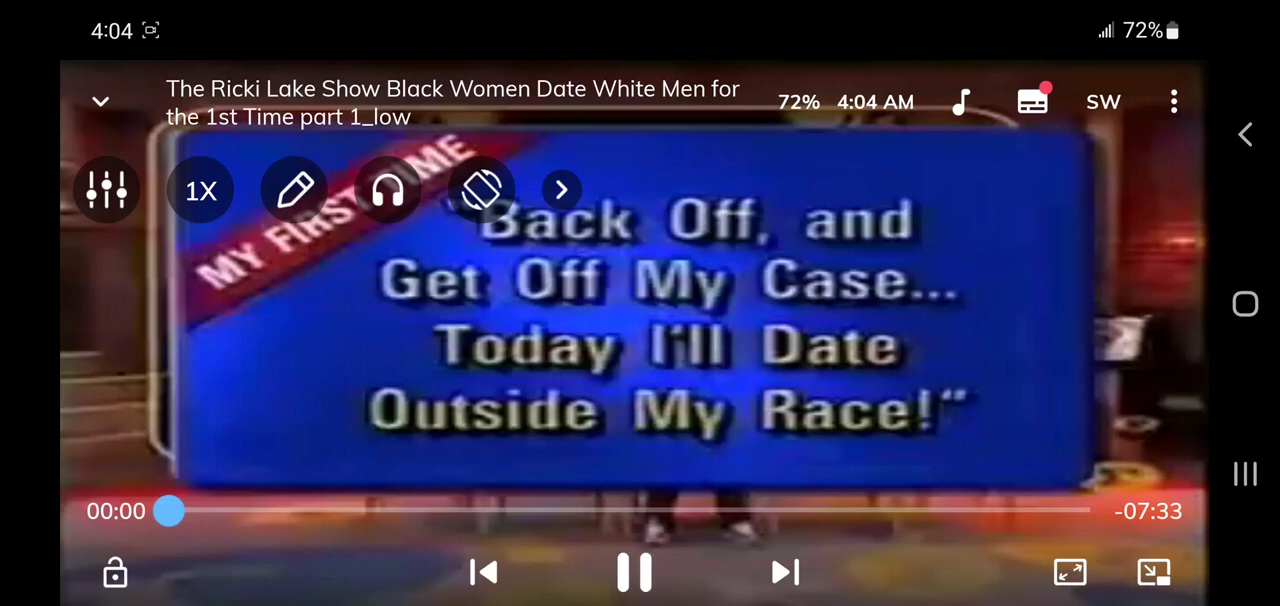 4:04
72%
The Ricki Lake Show Black Women Date White Men for
the 1st Time part 1_low
72% 4:04 AM
SW
1X
MY FIRST TIME
"Back Off, and
Get Off My Case...
Today I'll Date
Outside My Race!"
00:00
-07:33